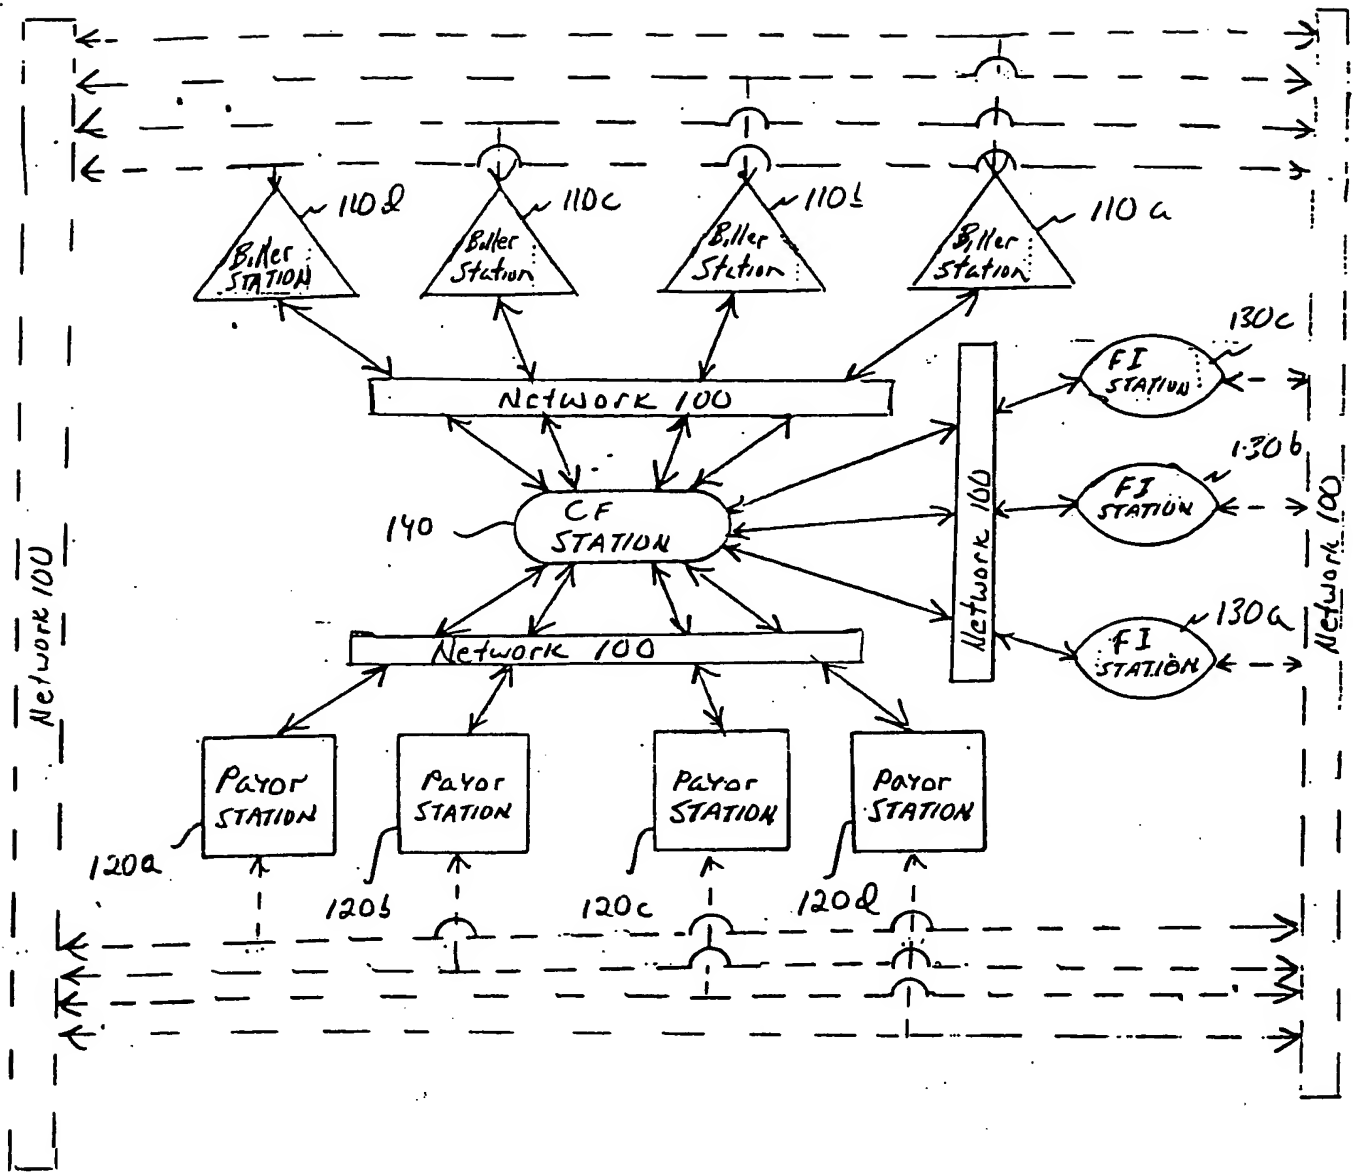 110d
110c
110b
110a
Biller
STATION
Biller
Station
Biller
Station
Biller
Station
130c
FI
STATION
Network 100
130b
FI
STATION
Network 100
140
CF
STATION
Network 100
Network 100
Network 100
130a
FI
STATION
Payor
STATION
Payor
STATION
Payor
STATION
Payor
STATION
120a
120b
120c
120d